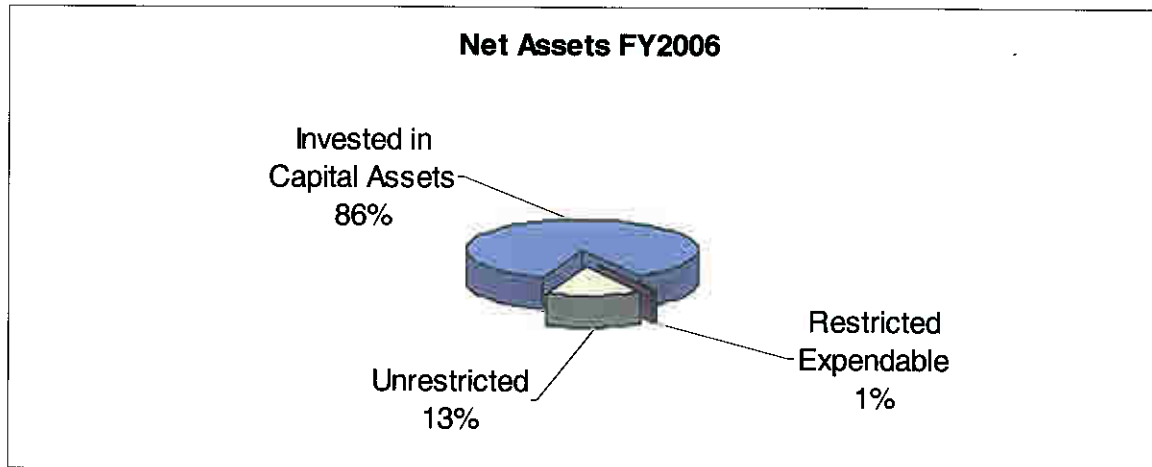 Net Assets FY2006
Invested in
Capital Assets
86%
Restricted
Expendable
1%
Unrestricted
13%